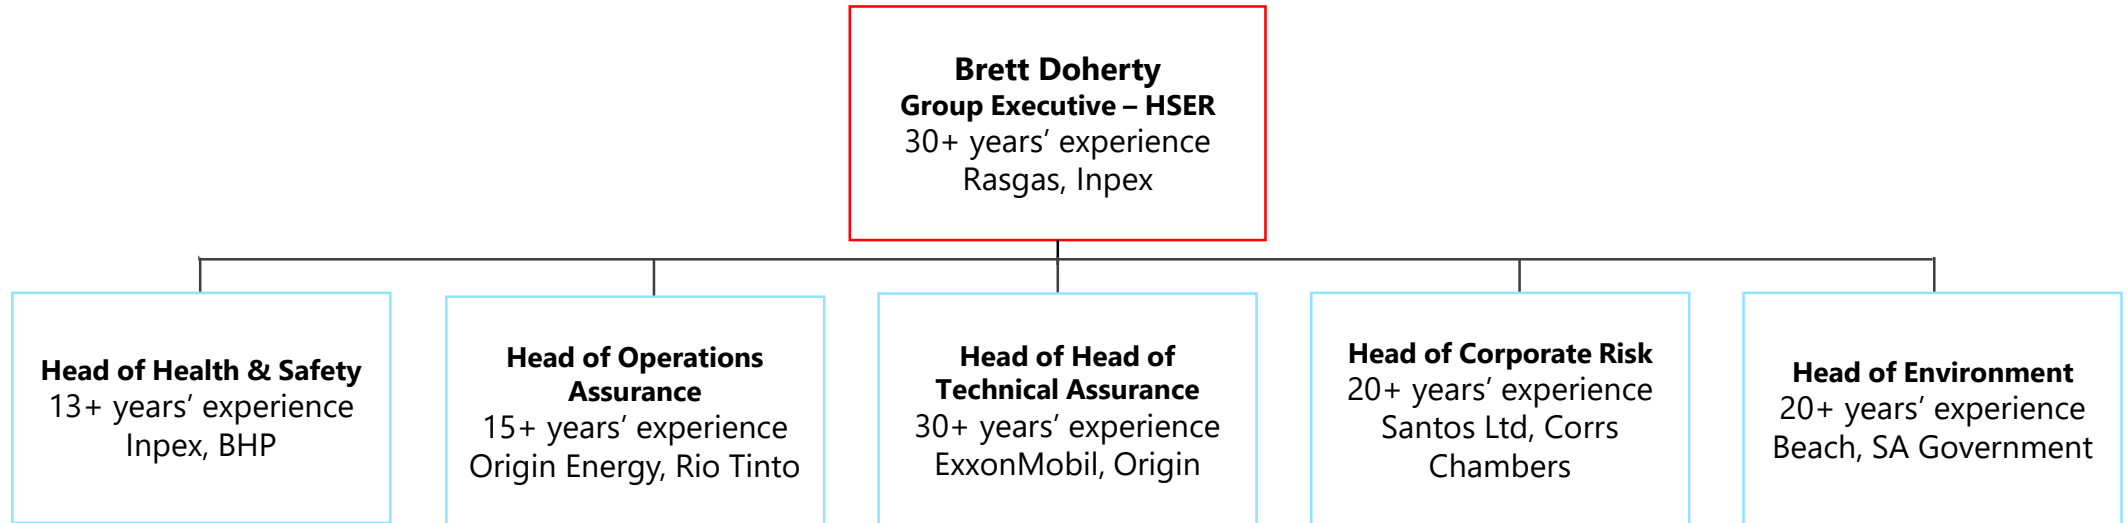 Brett Doherty
Group Executive – HSER
30+ years’ experience
Rasgas, Inpex
Head of Health & Safety
13+ years’ experience
Inpex, BHP
Head of Operations
Assurance
15+ years’ experience
Origin Energy, Rio Tinto
Head of Head of
Technical Assurance
30+ years’ experience
ExxonMobil, Origin
Head of Corporate Risk
20+ years’ experience
Santos Ltd, Corrs
Chambers
Head of Environment
20+ years’ experience
Beach, SA Government